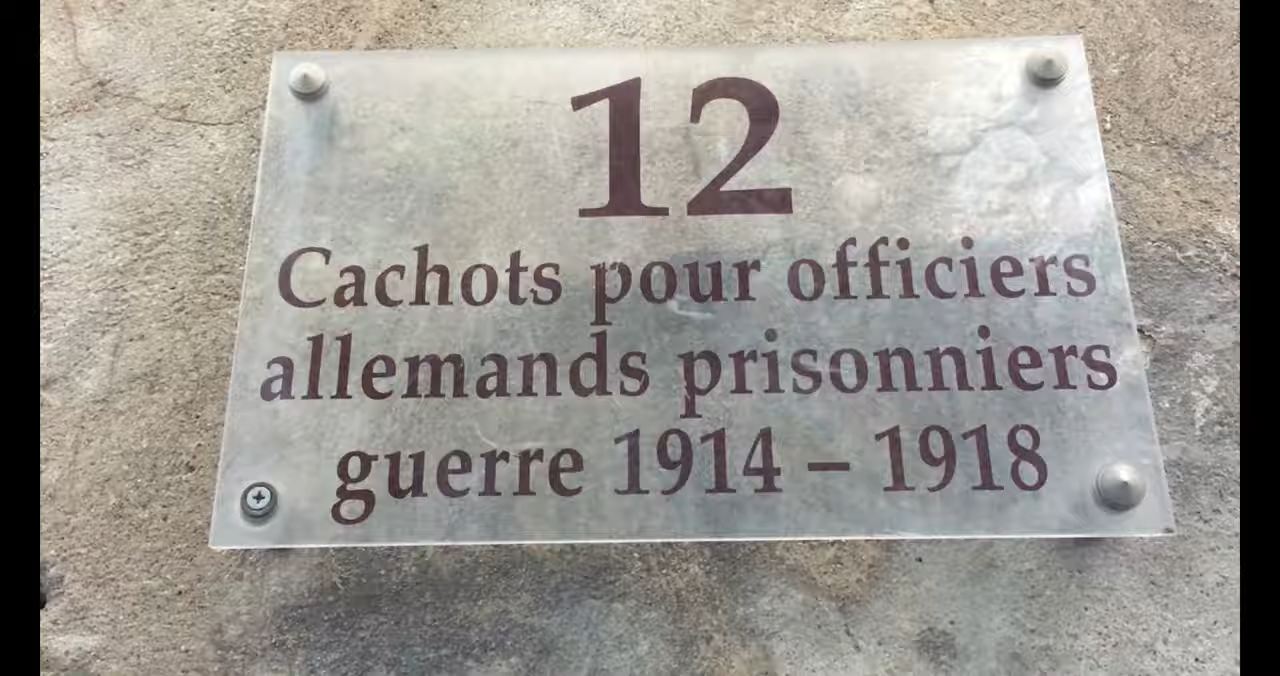 12
Cachots pour officiers
allemands prisonniers
guerre 1914 – 1918